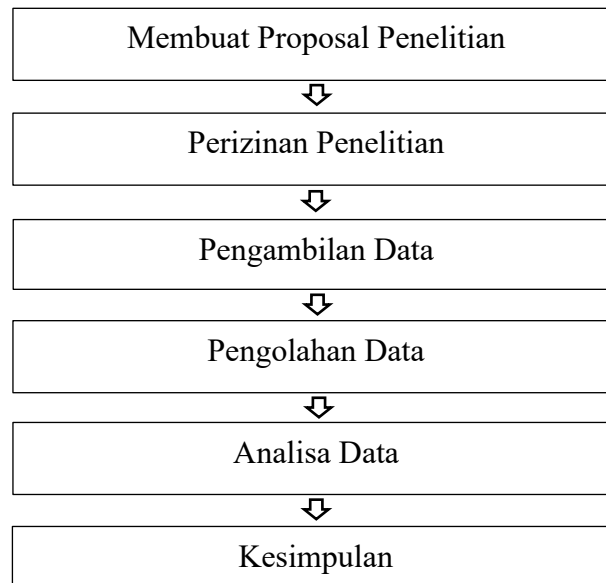 Membuat Proposal Penelitian
Perizinan Penelitian
Pengambilan Data
Pengolahan Data
Analisa Data
Kesimpulan